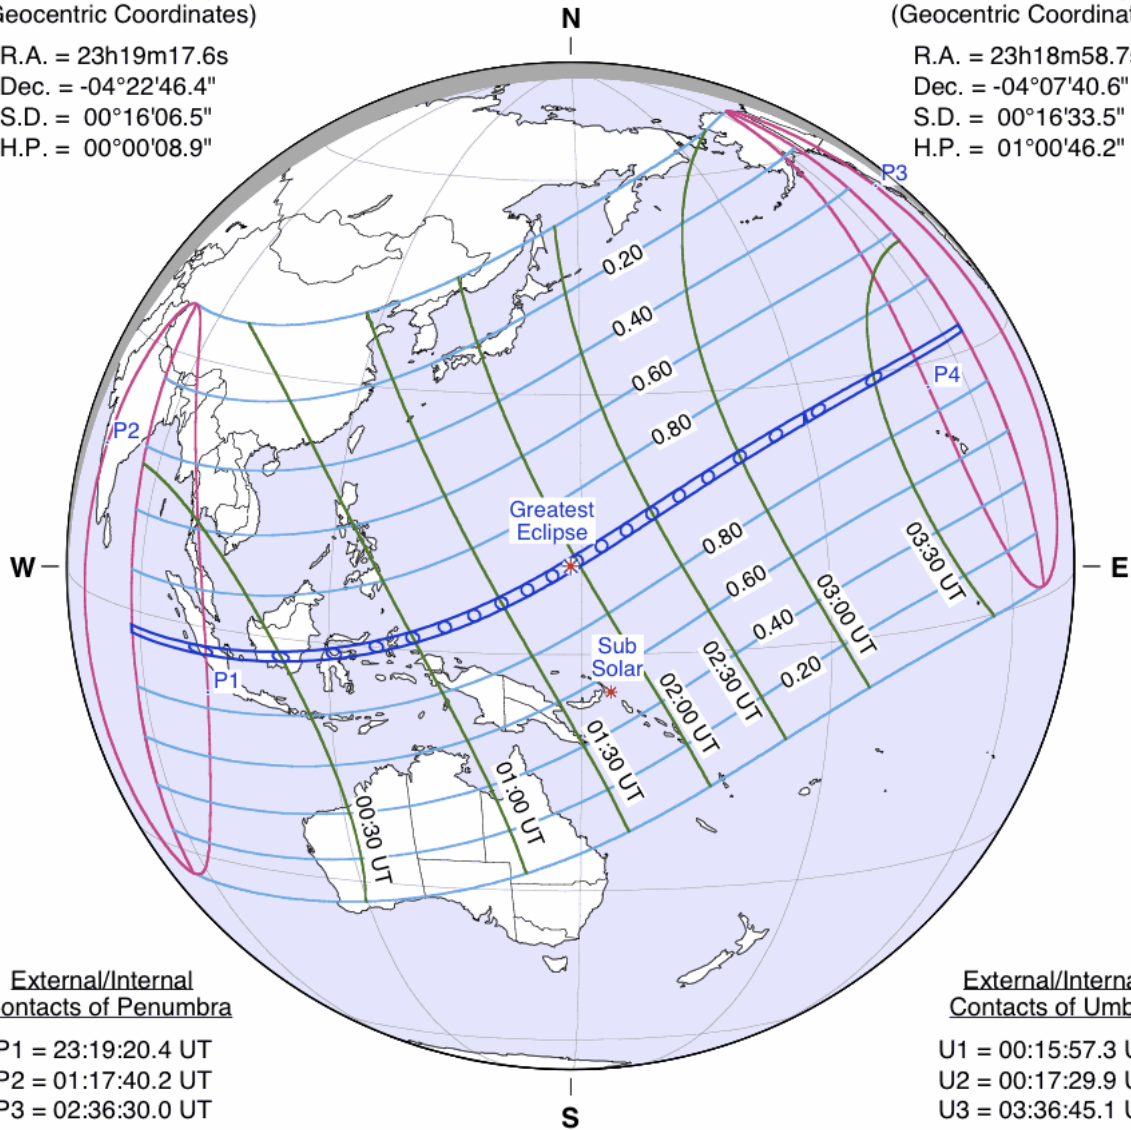 Geocentric Coordinates)
R.A. = 23h19m17.6s
Dec. = -04°22'46.4"
S.D. = 00°16'06.5"
H.P. = 00°00'08.9"
N
(Geocentric Coordinat
R.A. = 23h18m58.7s
Dec. = -04°07'40.6"
S.D. = 00°16'33.5"
H.P. = 01°00'46.2"
P3
0.20
0.40
0.60
P4
0.80
P2
Greatest
Eclipse
0.80
W
E
0.60
03:30 UT
0.40
03:00 UT
Sub
Solar
0.20
P1
02:30 UT
02:00 UT
01:30 UT
01:00 UT
00:30 UT
External/Internal
ontacts of Penumbra
P1 = 23:19:20.4 UT
P2 = 01:17:40.2 UT
P3 = 02:36:30.0 UT
S
External/Interna
Contacts of Umb
U1 = 00:15:57.3 U
U2 = 00:17:29.9 U
U3 = 03:36:45.1 U